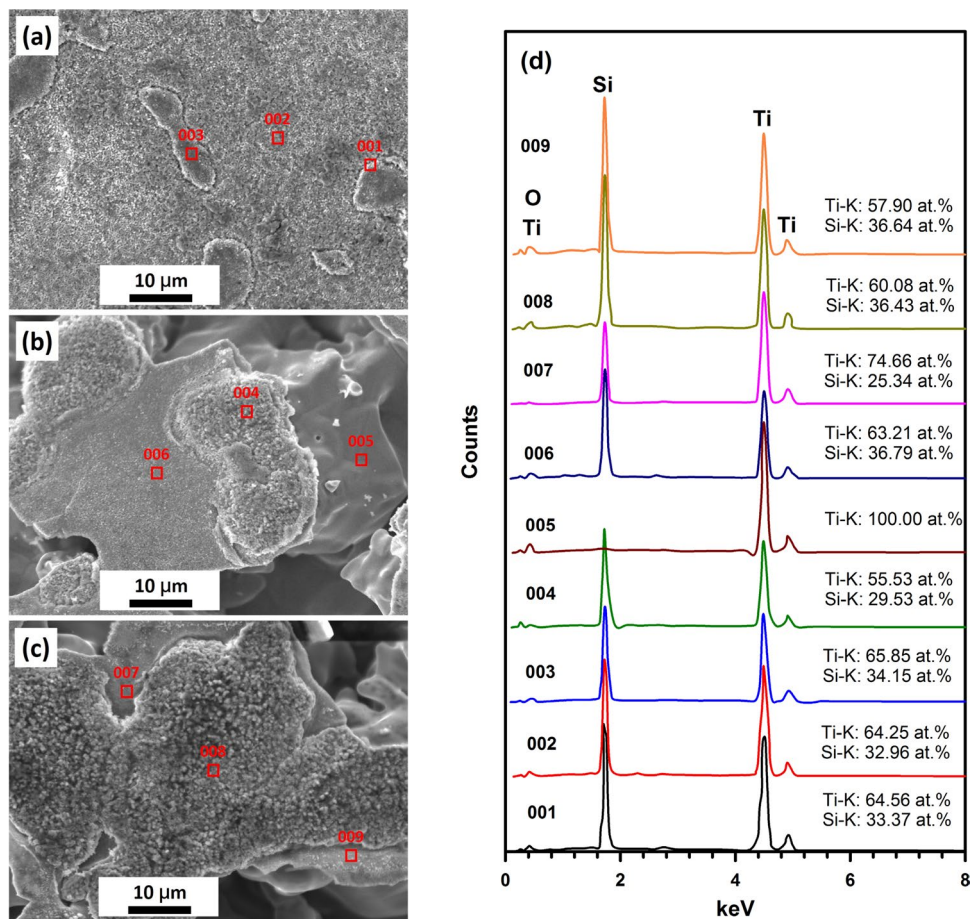 (a)
002
003
001
10 µm
(b)
004
005
006
10 µm
(c)
007
008
009
10 µm
(d)
Si
Ti
009
O
Ti
Ti
Ti-K: 57.90 at.%
Si-K: 36.64 at.%
008
Ti-K: 60.08 at.%
Si-K: 36.43 at.%
007
Ti-K: 74.66 at.%
Si-K: 25.34 at.%
006
Ti-K: 63.21 at.%
Si-K: 36.79 at.%
005
Ti-K: 100.00 at.%
004
Ti-K: 55.53 at.%
Si-K: 29.53 at.%
003
Ti-K: 65.85 at.%
Si-K: 34.15 at.%
002
Ti-K: 64.25 at.%
Si-K: 32.96 at.%
001
Ti-K: 64.56 at.%
Si-K: 33.37 at.%
Counts
0 2 4 6 8
keV